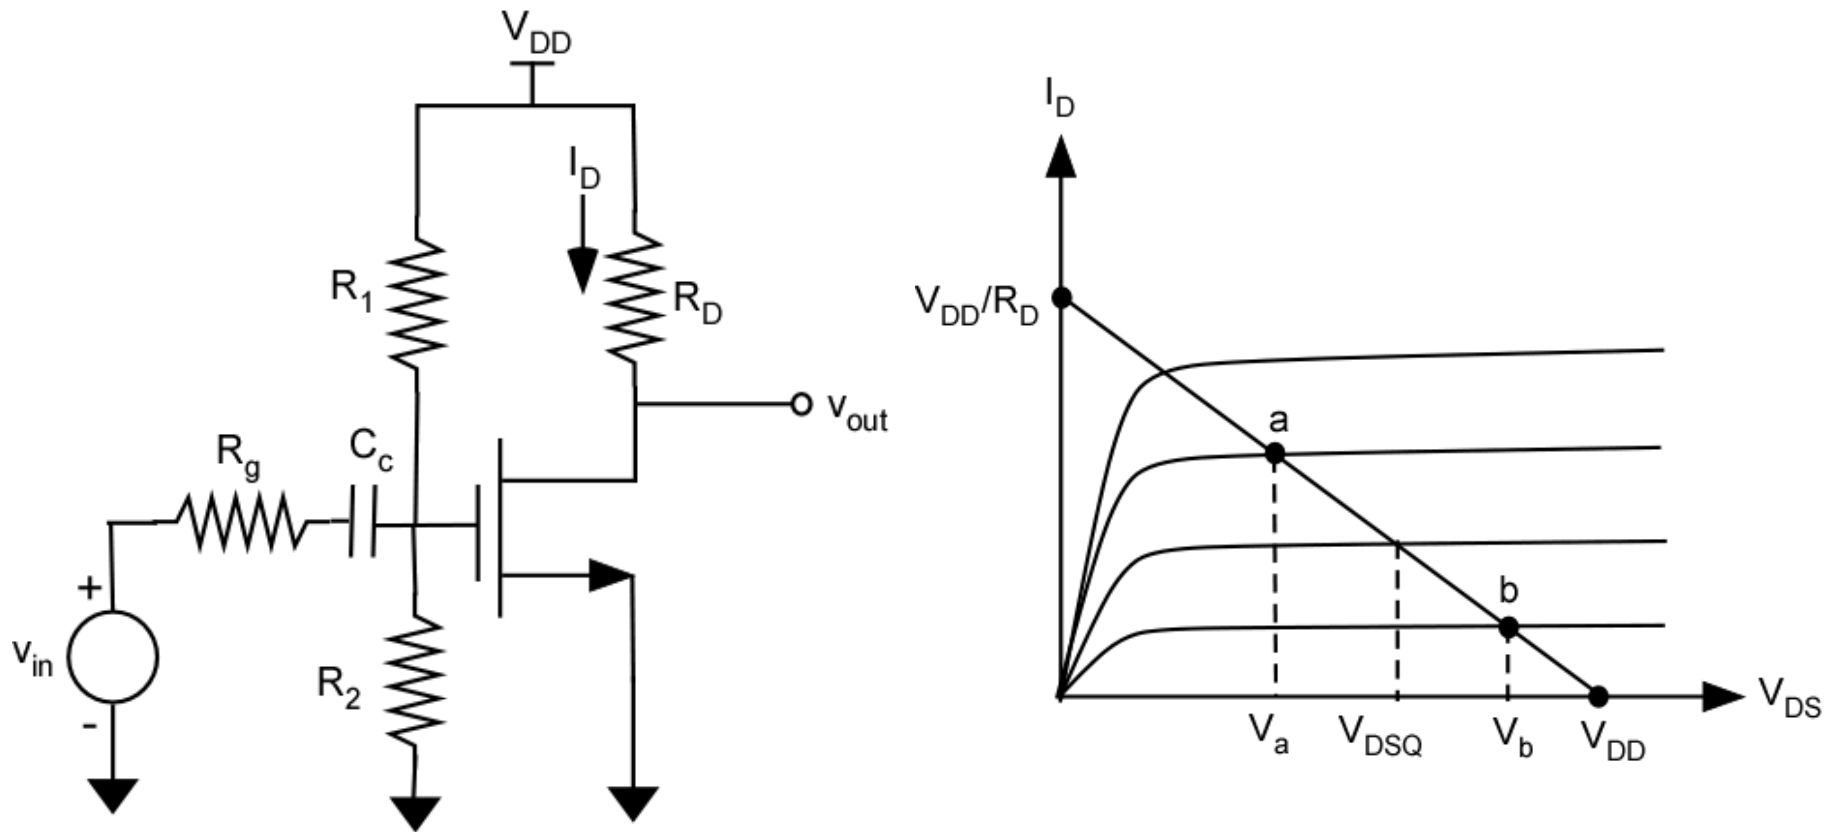 V_DD
I_D
R_1
R_D
v_out
R_g
C_c
+
v_in
-
R_2
I_D
V_DD/R_D
a
b
V_DS
V_a
V_DSQ
V_b
V_DD